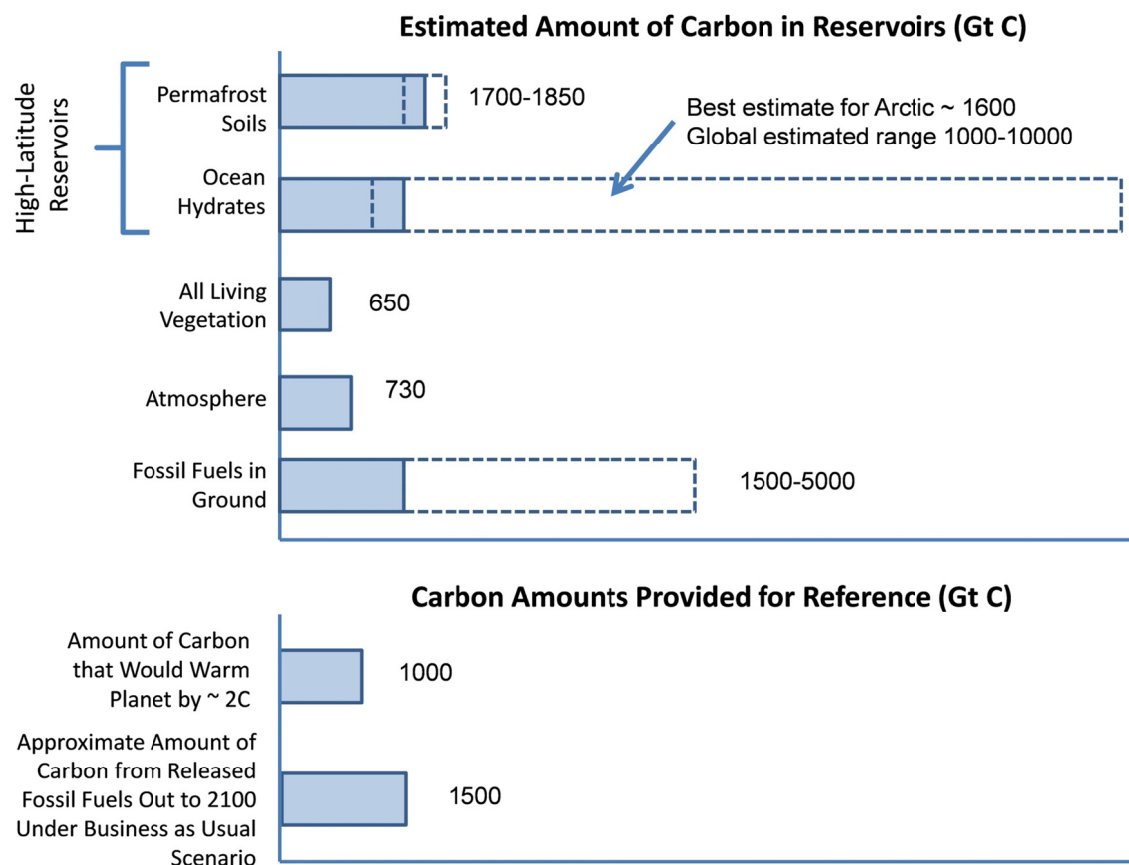 Estimated Amount of Carbon in Reservoirs (Gt C)
High-Latitude
Reservoirs
Permafrost
Soils
1700-1850
Best estimate for Arctic ~ 1600
Global estimated range 1000-10000
Ocean
Hydrates
All Living
Vegetation
650
Atmosphere
730
Fossil Fuels in
Ground
1500-5000
Carbon Amounts Provided for Reference (Gt C)
Amount of Carbon
that Would Warm
Planet by ~ 2C
1000
Approximate Amount of
Carbon from Released
Fossil Fuels Out to 2100
Under Business as Usual
Scenario
1500